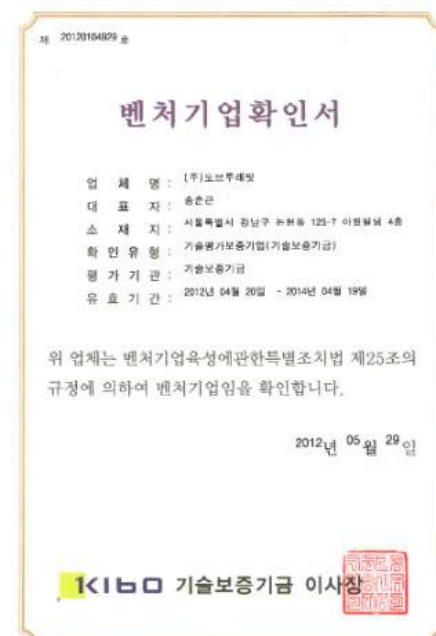 제 20120104929 호
벤처기업확인서
업 체 명 : (주)오브투래빗
대 표 자 : 송춘근
소 재 지 : 서울특별시 강남구 논현동 125-7 이원빌딩 4층
확 인 유 형 : 기술평가보증기업(기술보증기금)
평 가 기 관 : 기술보증기금
유 효 기 간 : 2012년 04월 20일 - 2014년 04월 19일
위 업체는 벤처기업육성에관한특별조치법 제25조의
규정에 의하여 벤처기업임을 확인합니다.
2012년 05월 29일
KIBO 기술보증기금 이사장